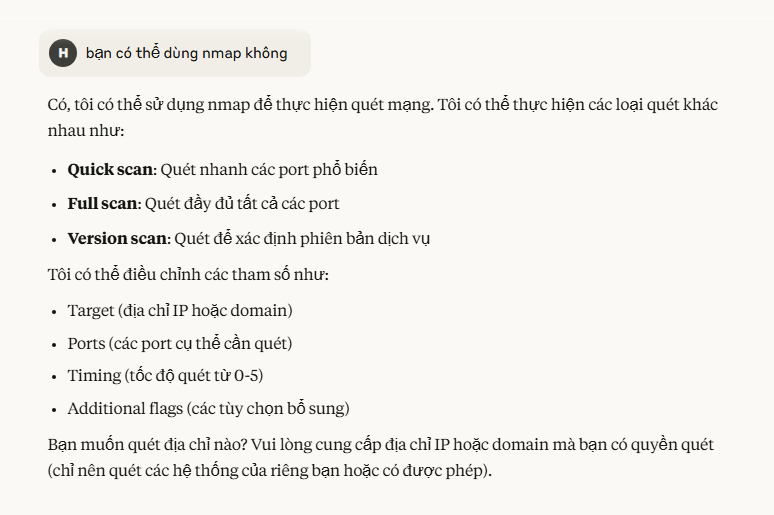 H bạn có thể dùng nmap không
Có, tôi có thể sử dụng nmap để thực hiện quét mạng. Tôi có thể thực hiện các loại quét khác
nhau như:
• Quick scan: Quét nhanh các port phổ biến
• Full scan: Quét đầy đủ tất cả các port
• Version scan: Quét để xác định phiên bản dịch vụ
Tôi có thể điều chỉnh các tham số như:
• Target (địa chỉ IP hoặc domain)
• Ports (các port cụ thể cần quét)
• Timing (tốc độ quét từ 0-5)
• Additional flags (các tùy chọn bổ sung)
Bạn muốn quét địa chỉ nào? Vui lòng cung cấp địa chỉ IP hoặc domain mà bạn có quyền quét
(chỉ nên quét các hệ thống của riêng bạn hoặc có được phép).